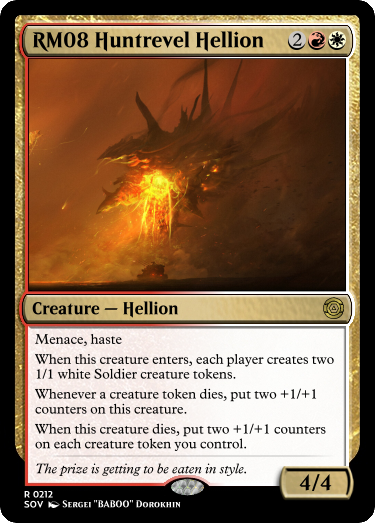 RM08 Huntrevel Hellion 2
Creature — Hellion
Menace, haste
When this creature enters, each player creates two
1/1 white Soldier creature tokens.
Whenever a creature token dies, put two +1/+1
counters on this creature.
When this creature dies, put two +1/+1 counters
on each creature token you control.
The prize is getting to be eaten in style.
4/4
R 0212
SOV Sergei "BABOO" Dorokhin